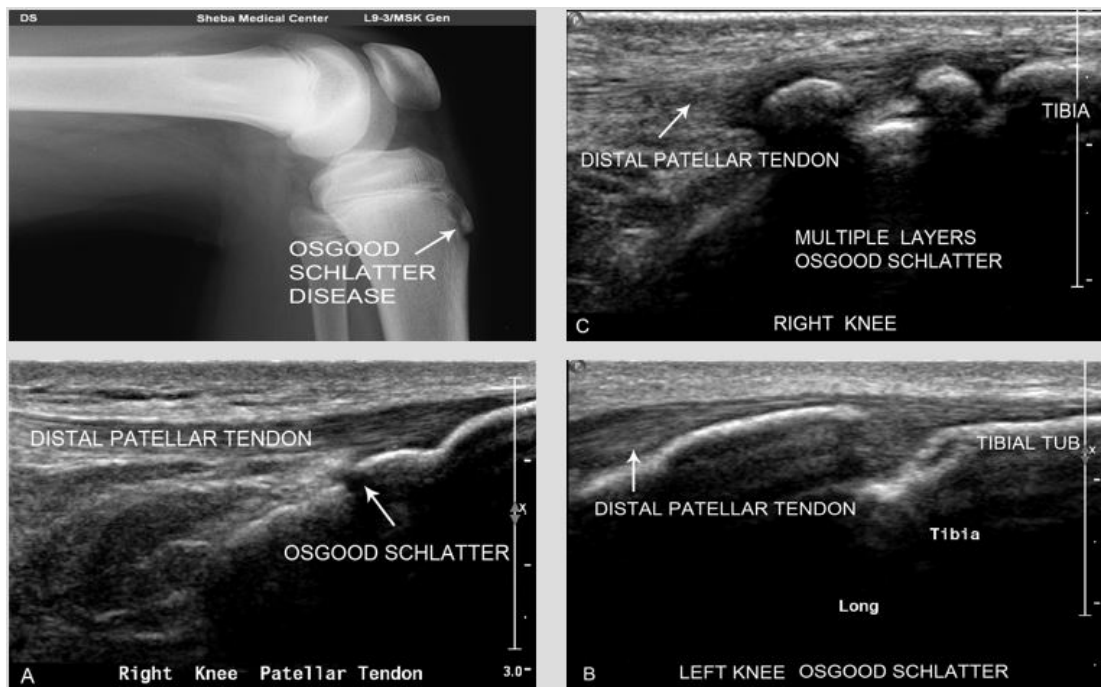 DS Sheba Medical Center L9-3/MSK Gen
OSGOOD
SCHLATTER
DISEASE
DISTAL PATELLAR TENDON
TIBIA
MULTIPLE LAYERS
OSGOOD SCHLATTER
C
RIGHT KNEE
DISTAL PATELLAR TENDON
OSGOOD SCHLATTER
x
A
Right Knee Patellar Tendon
3.0
DISTAL PATELLAR TENDON
TIBIAL TUB
x
Tibia
Long
B
LEFT KNEE OSGOOD SCHLATTER